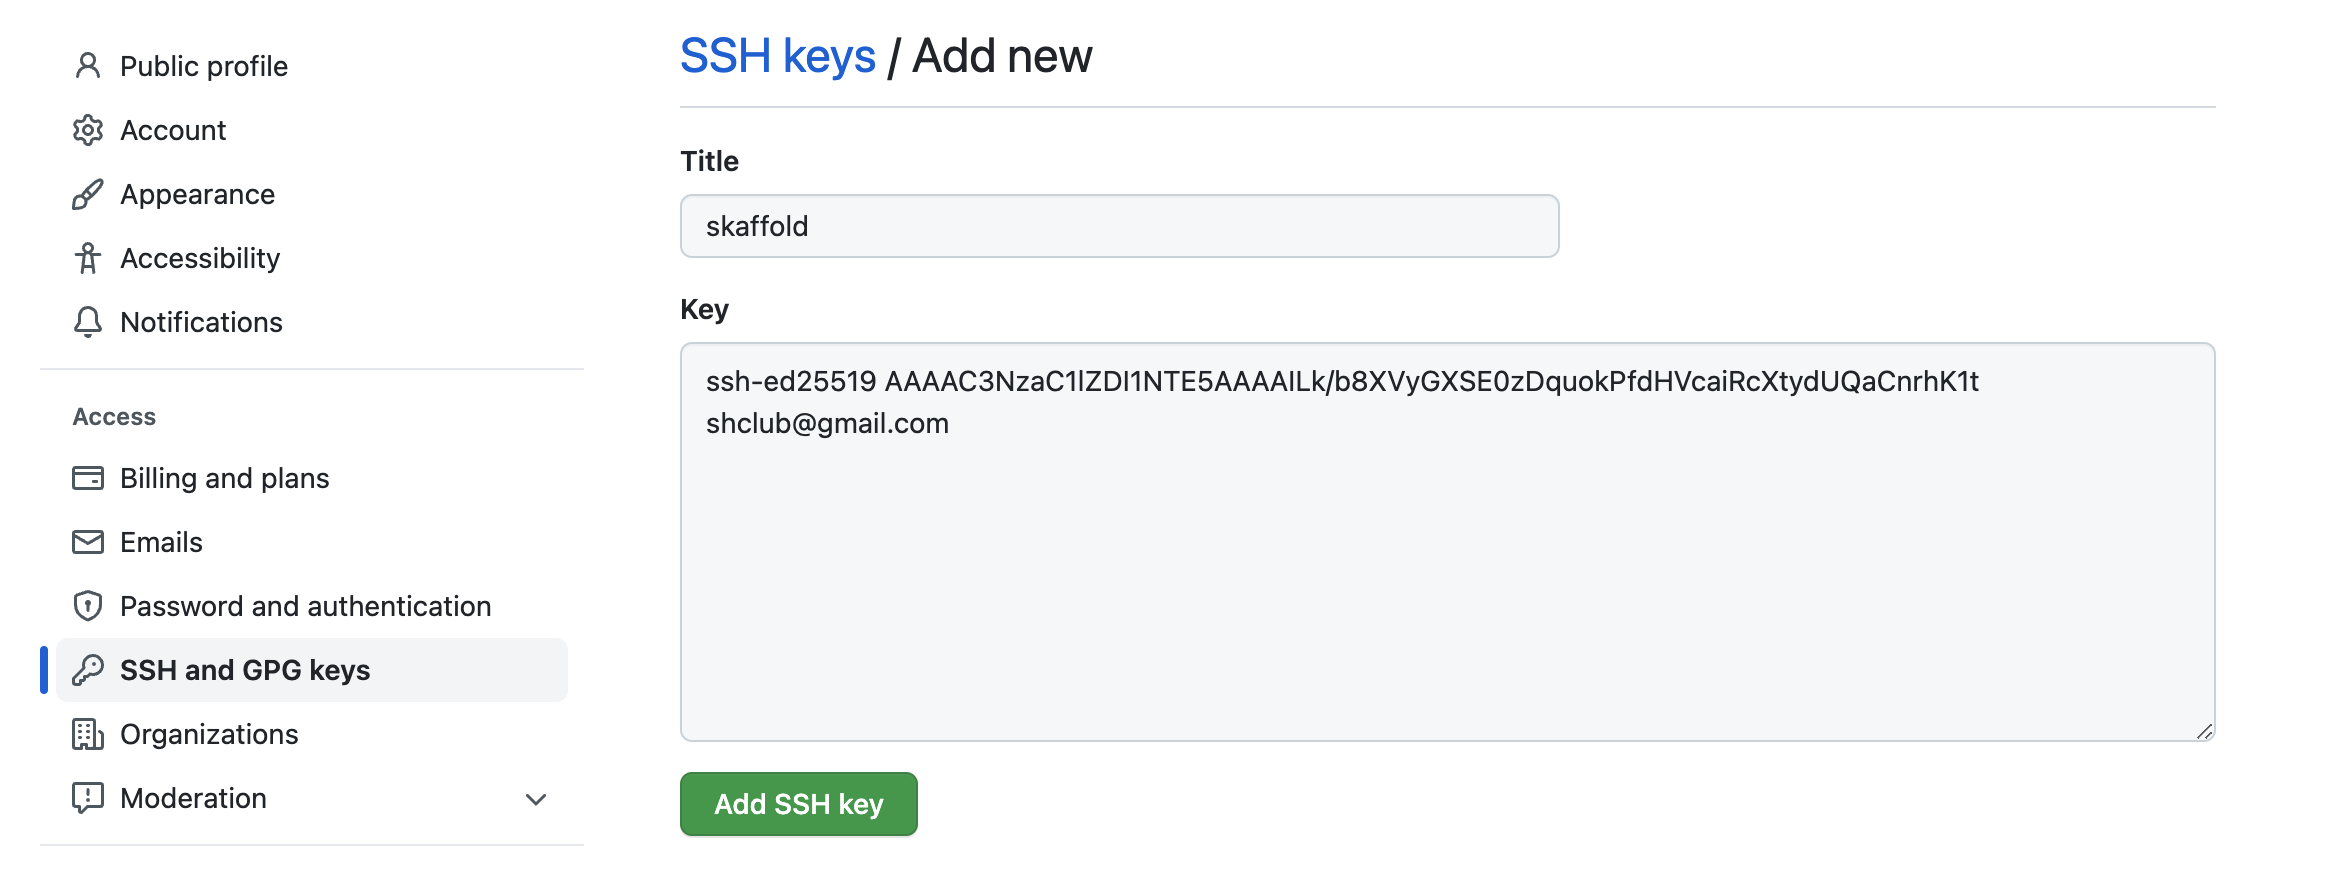 Public profile
Account
Appearance
Accessibility
Notifications
Access
Billing and plans
Emails
Password and authentication
SSH and GPG keys
Organizations
Moderation
SSH keys / Add new
Title
skaffold
Key
ssh-ed25519 AAAAC3NzaC1lZDI1NTE5AAAAILk/b8XVyGXSE0zDquokPfdHVcaiRcXtydUQaCnrhK1t
shclub@gmail.com
Add SSH key